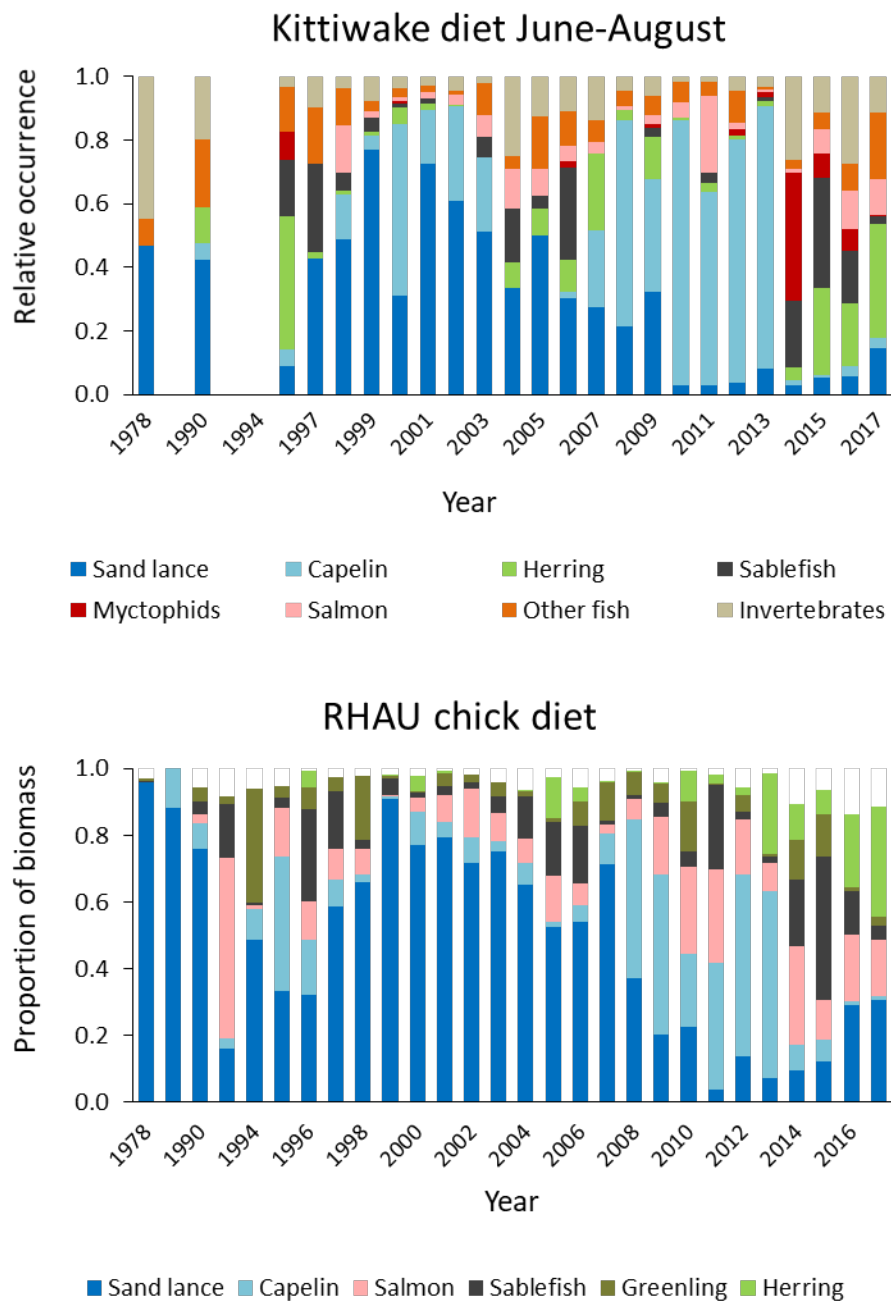 Kittiwake diet June-August
Relative occurrence
1.0
0.8
0.6
0.4
0.2
0.0
1978 1990 1994 1997 1999 2001 2003 2005 2007 2009 2011 2013 2015 2017
Year
Sand lance Capelin Herring Sablefish
Myctophids Salmon Other fish Invertebrates
RHAU chick diet
Proportion of biomass
1.0
0.8
0.6
0.4
0.2
0.0
1978 1990 1994 1996 1998 2000 2002 2004 2006 2008 2010 2012 2014 2016
Year
Sand lance Capelin Salmon Sablefish Greenling Herring